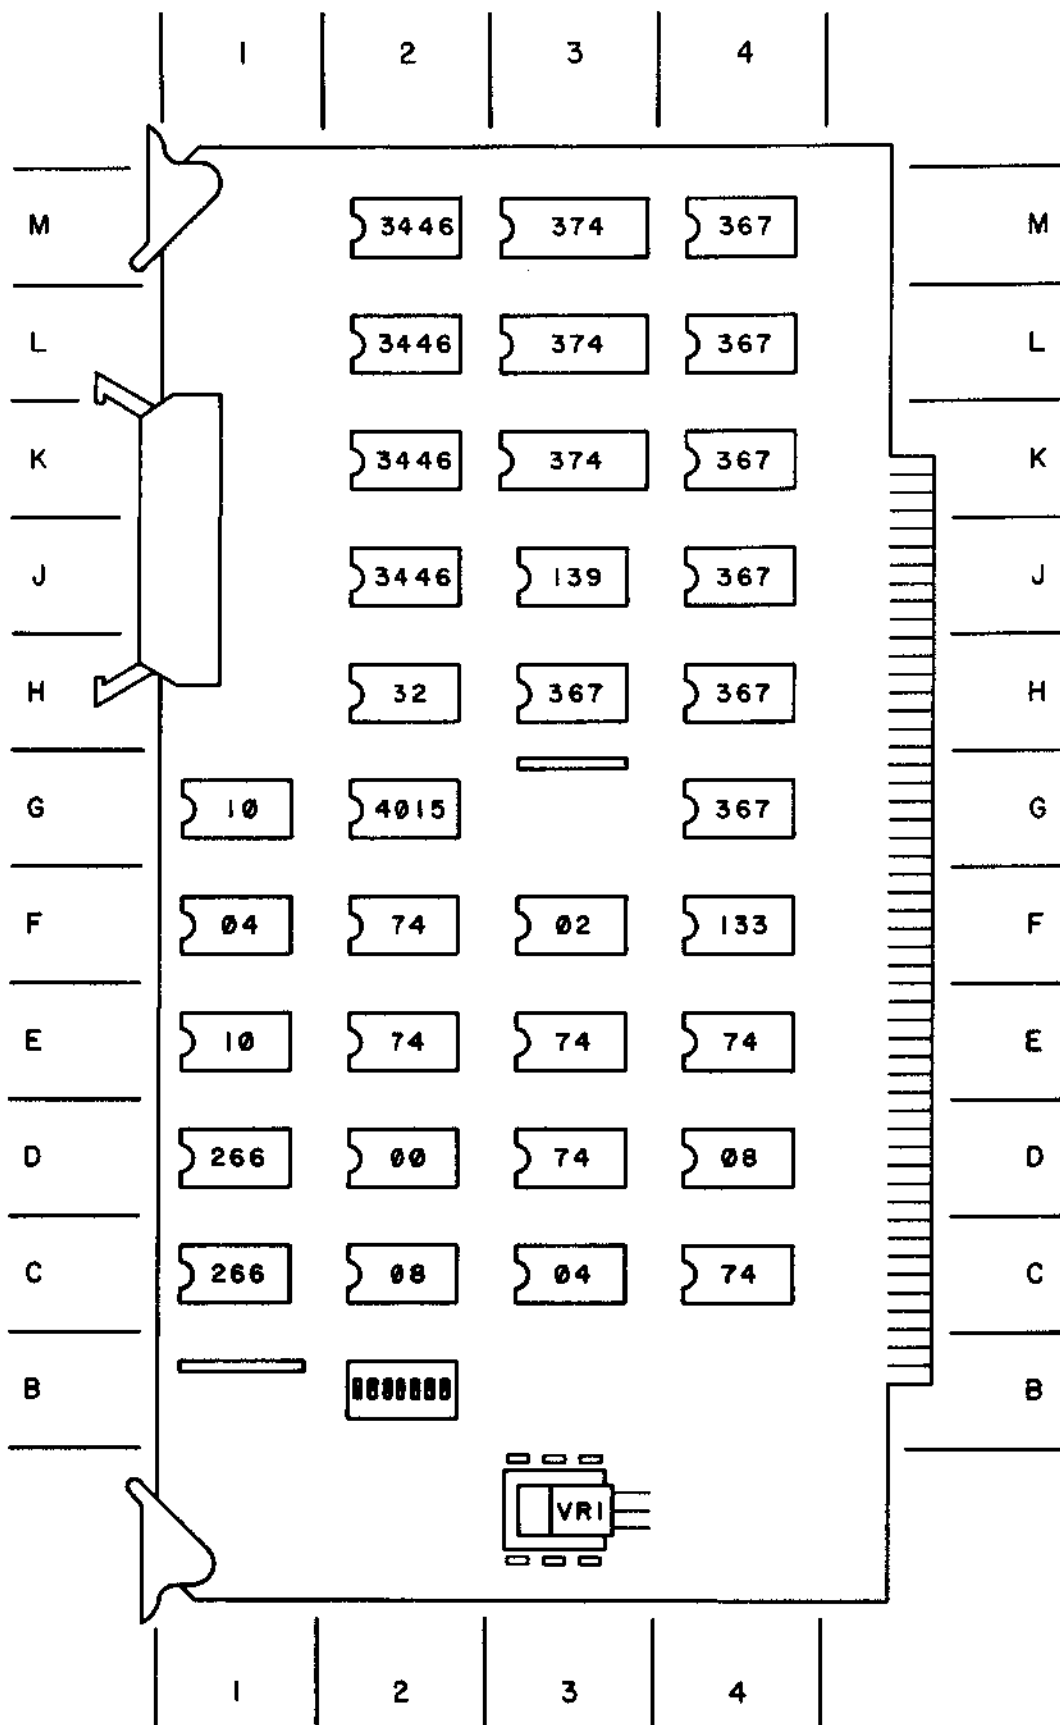 1 2 3 4
M 3446 374 367 M
L 3446 374 367 L
K 3446 374 367 K
J 3446 139 367 J
H 32 367 367 H
G 10 4015 367 G
F 04 74 02 133 F
E 10 74 74 74 E
D 266 00 74 08 D
C 266 08 04 74 C
B B
VR1
1 2 3 4